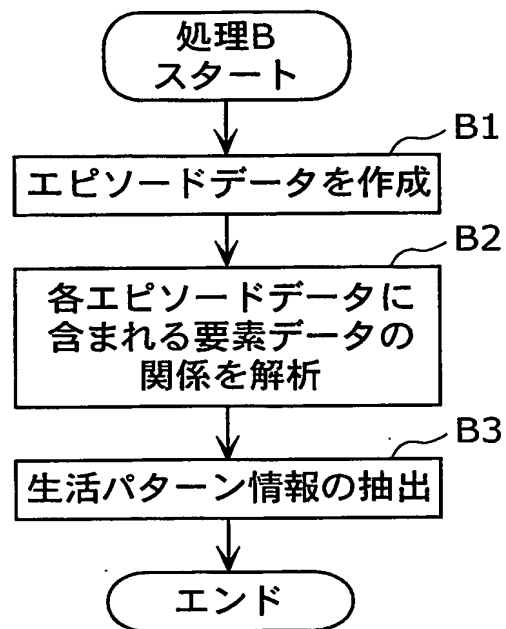 処理B
スタート
B1
エピソードデータを作成
B2
各エピソードデータに
含まれる要素データの
関係を解析
B3
生活パターン情報の抽出
エンド